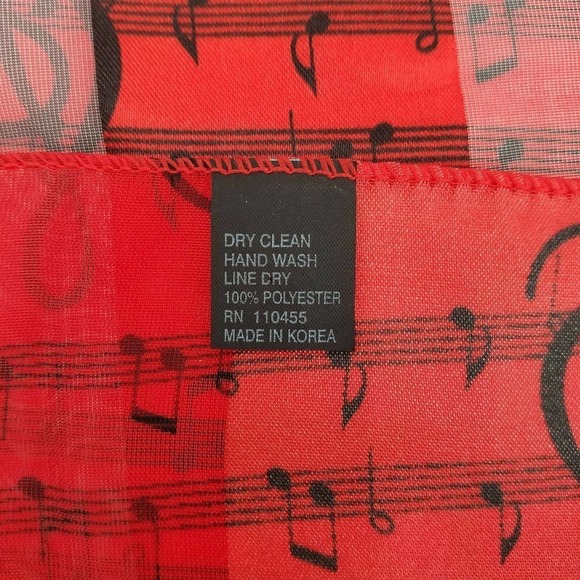 DRY CLEAN
HAND WASH
LINE DRY
100% POLYESTER
RN 110455
MADE IN KOREA